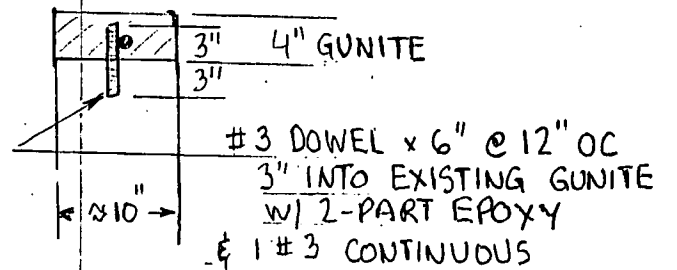 3" 4" GUNITE
3"
#3 DOWEL x 6" @ 12" OC
3" INTO EXISTING GUNITE
W/ 2-PART EPOXY
≈10"
& 1 #3 CONTINUOUS